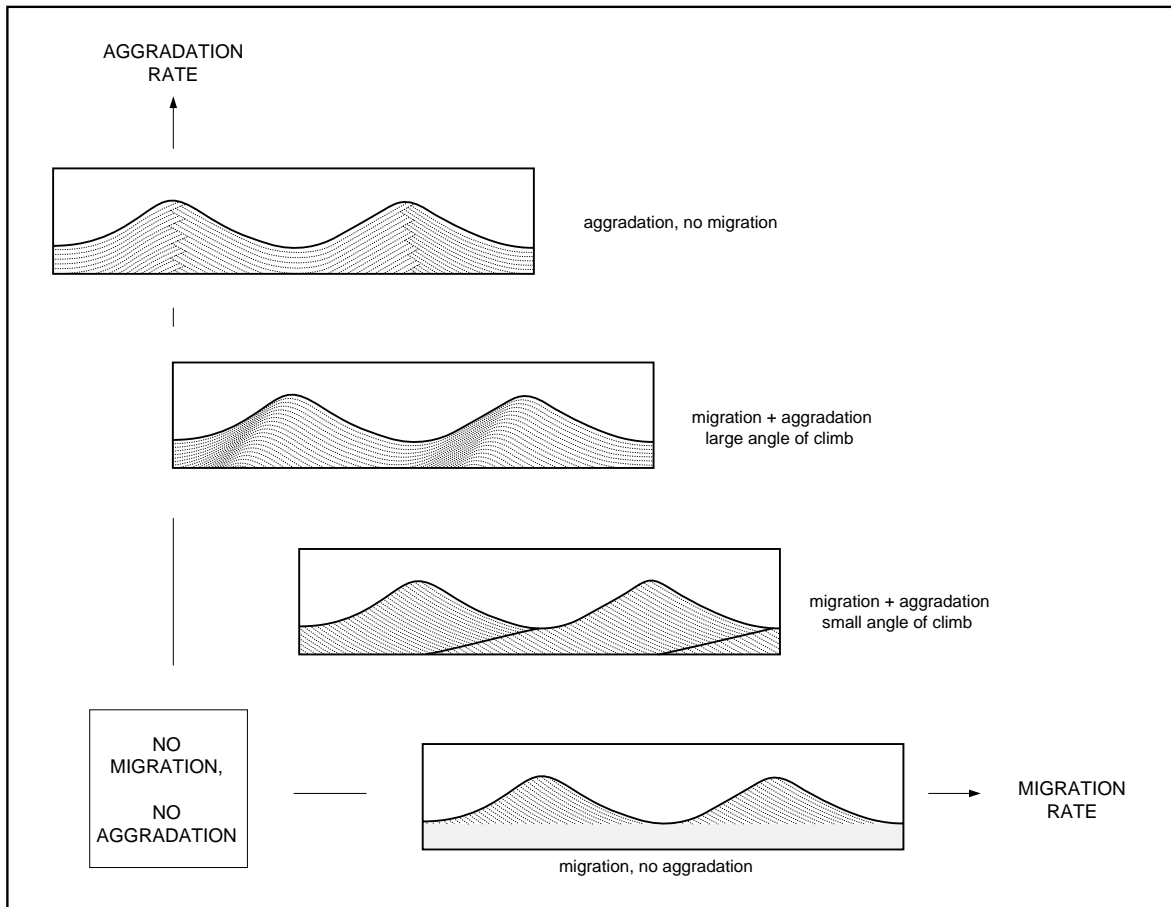 AGGRADATION
RATE
aggradation, no migration
migration + aggradation
large angle of climb
migration + aggradation
small angle of climb
NO
MIGRATION,
NO
AGGRADATION
MIGRATION
RATE
migration, no aggradation